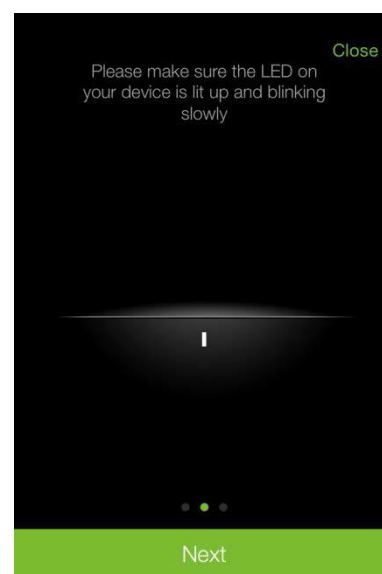 Close
Please make sure the LED on
your device is lit up and blinking
slowly
Next